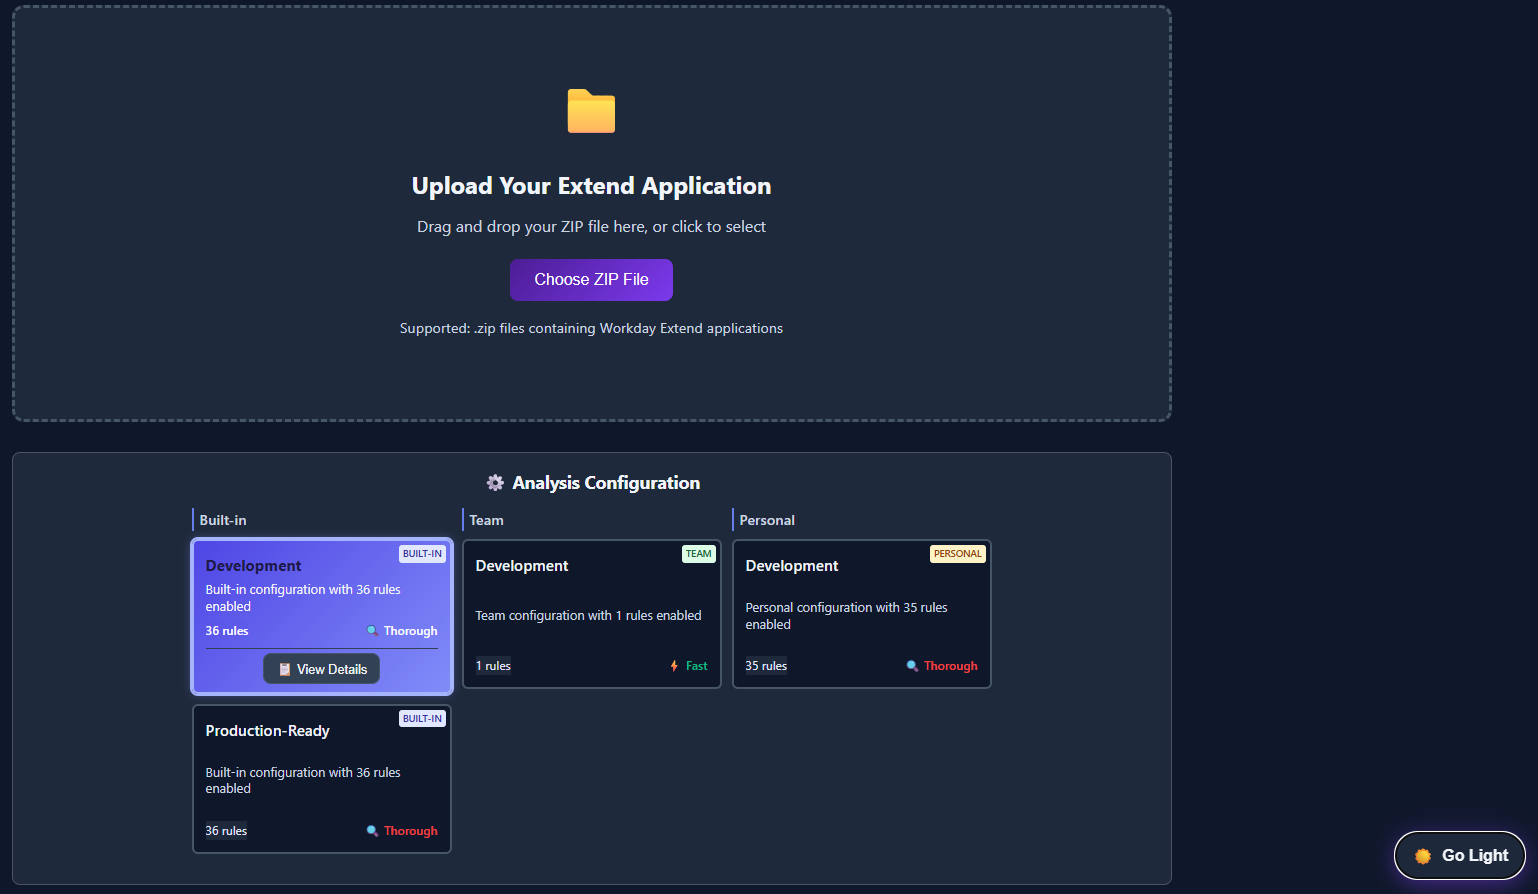 Upload Your Extend Application
Drag and drop your ZIP file here, or click to select
Choose ZIP File
Supported: .zip files containing Workday Extend applications
Analysis Configuration
Built-in
BUILT-IN
Development
Built-in configuration with 36 rules
enabled
36 rules
Thorough
View Details
BUILT-IN
Production-Ready
Built-in configuration with 36 rules
enabled
36 rules
Thorough
Team
TEAM
Development
Team configuration with 1 rules enabled
1 rules
Fast
Personal
PERSONAL
Development
Personal configuration with 35 rules
enabled
35 rules
Thorough
Go Light